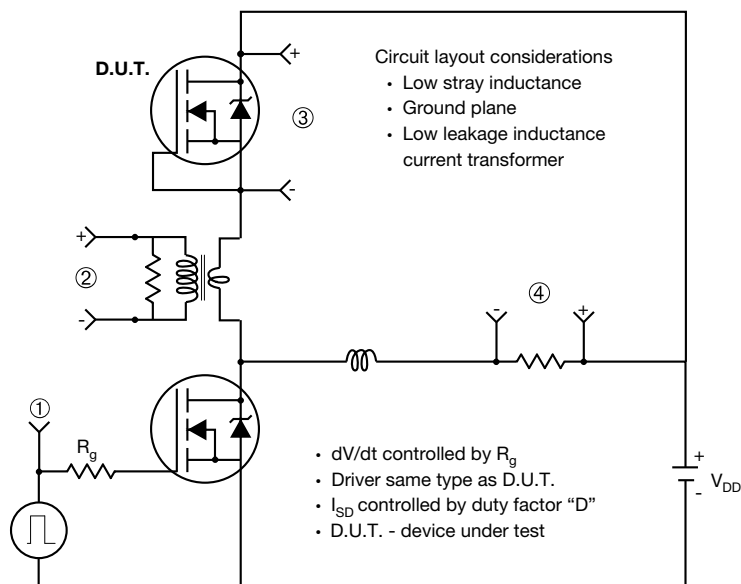 D.U.T.
+
Circuit layout considerations
• Low stray inductance
• Ground plane
• Low leakage inductance
current transformer
③
-
+
②
-
④
-
+
①
R_g
• dV/dt controlled by R_g
• Driver same type as D.U.T.
• I_SD controlled by duty factor “D”
• D.U.T. - device under test
+
V_DD
-